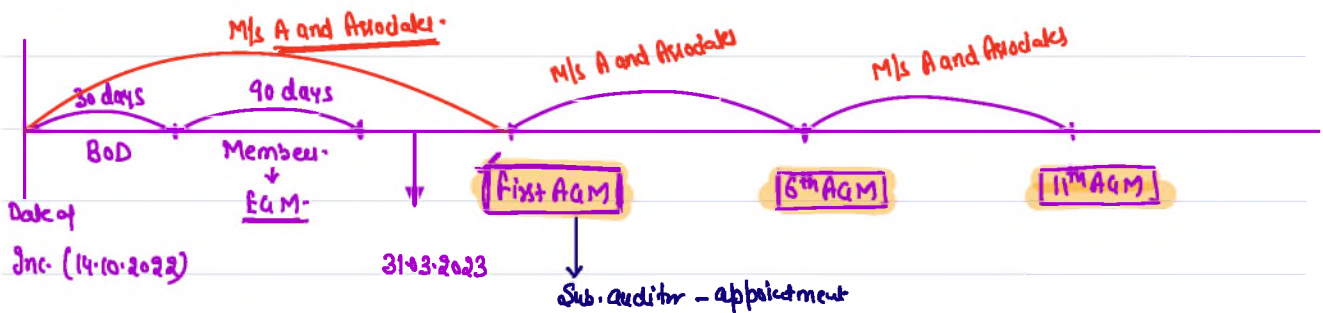 M/s A and Associates.
M/s A and Associates
M/s A and Associates
30 days
90 days
BoD
Member.
EGM.
First AGM
6th AGM
11th AGM
Date of
Inc. (14.10.2022)
31.03.2023
Sub. auditor - appointment